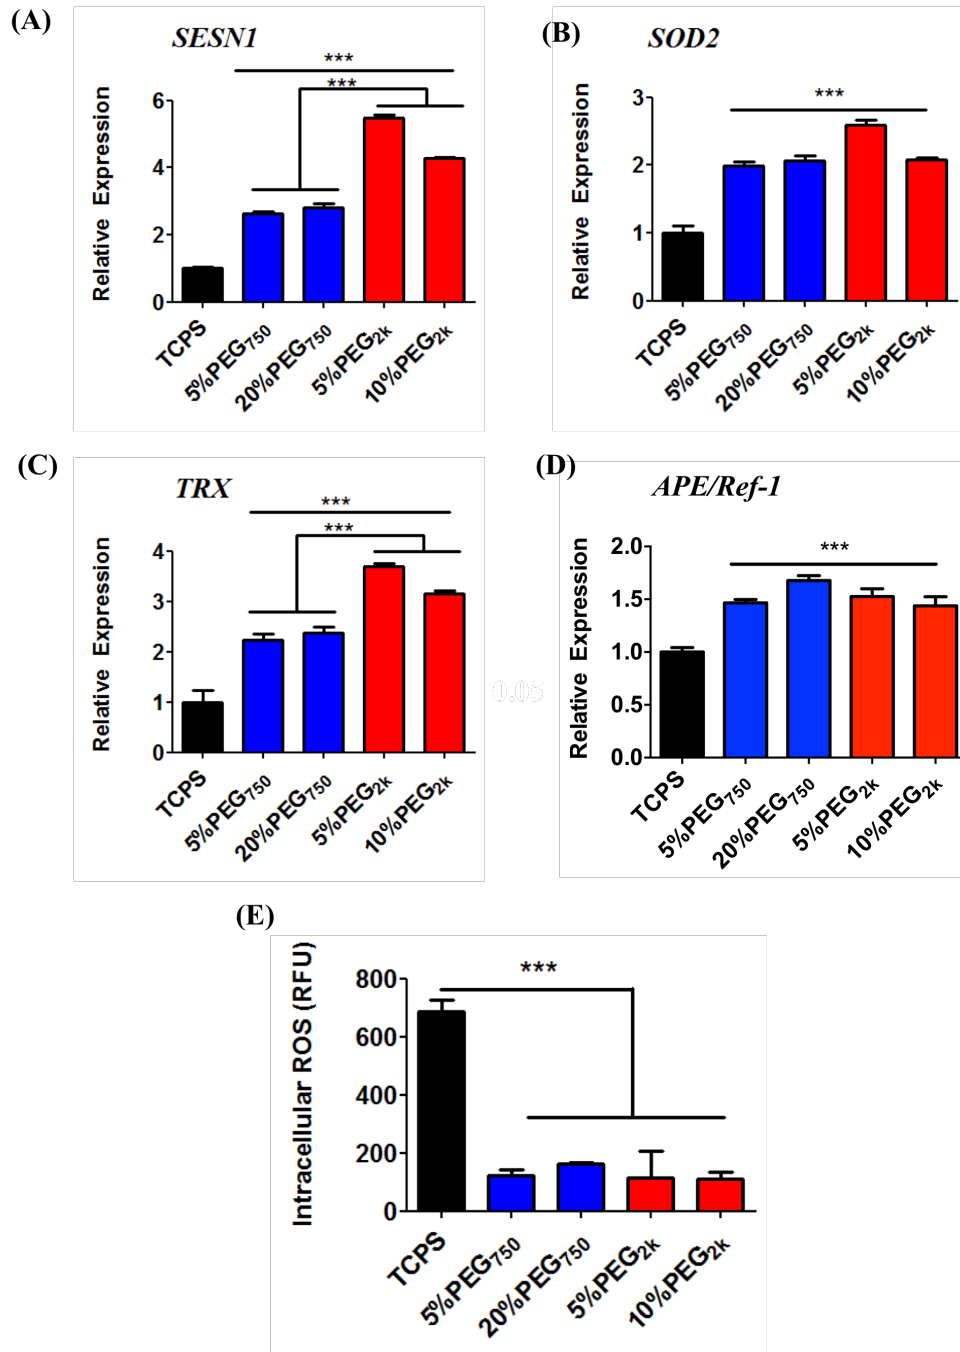 (A)
SESN1
***
***
Relative Expression
6
4
2
0
TCPS
5%PEG750
20%PEG750
5%PEG2k
10%PEG2k
(B)
SOD2
***
Relative Expression
3
2
1
0
TCPS
5%PEG750
20%PEG750
5%PEG2k
10%PEG2k
(C)
TRX
***
***
Relative Expression
4
3
2
1
0
TCPS
5%PEG750
20%PEG750
5%PEG2k
10%PEG2k
0.05
(D)
APE/Ref-1
***
Relative Expression
2.0
1.5
1.0
0.5
0.0
TCPS
5%PEG750
20%PEG750
5%PEG2k
10%PEG2k
(E)
***
Intracellular ROS (RFU)
800
600
400
200
0
TCPS
5%PEG750
20%PEG750
5%PEG2k
10%PEG2k